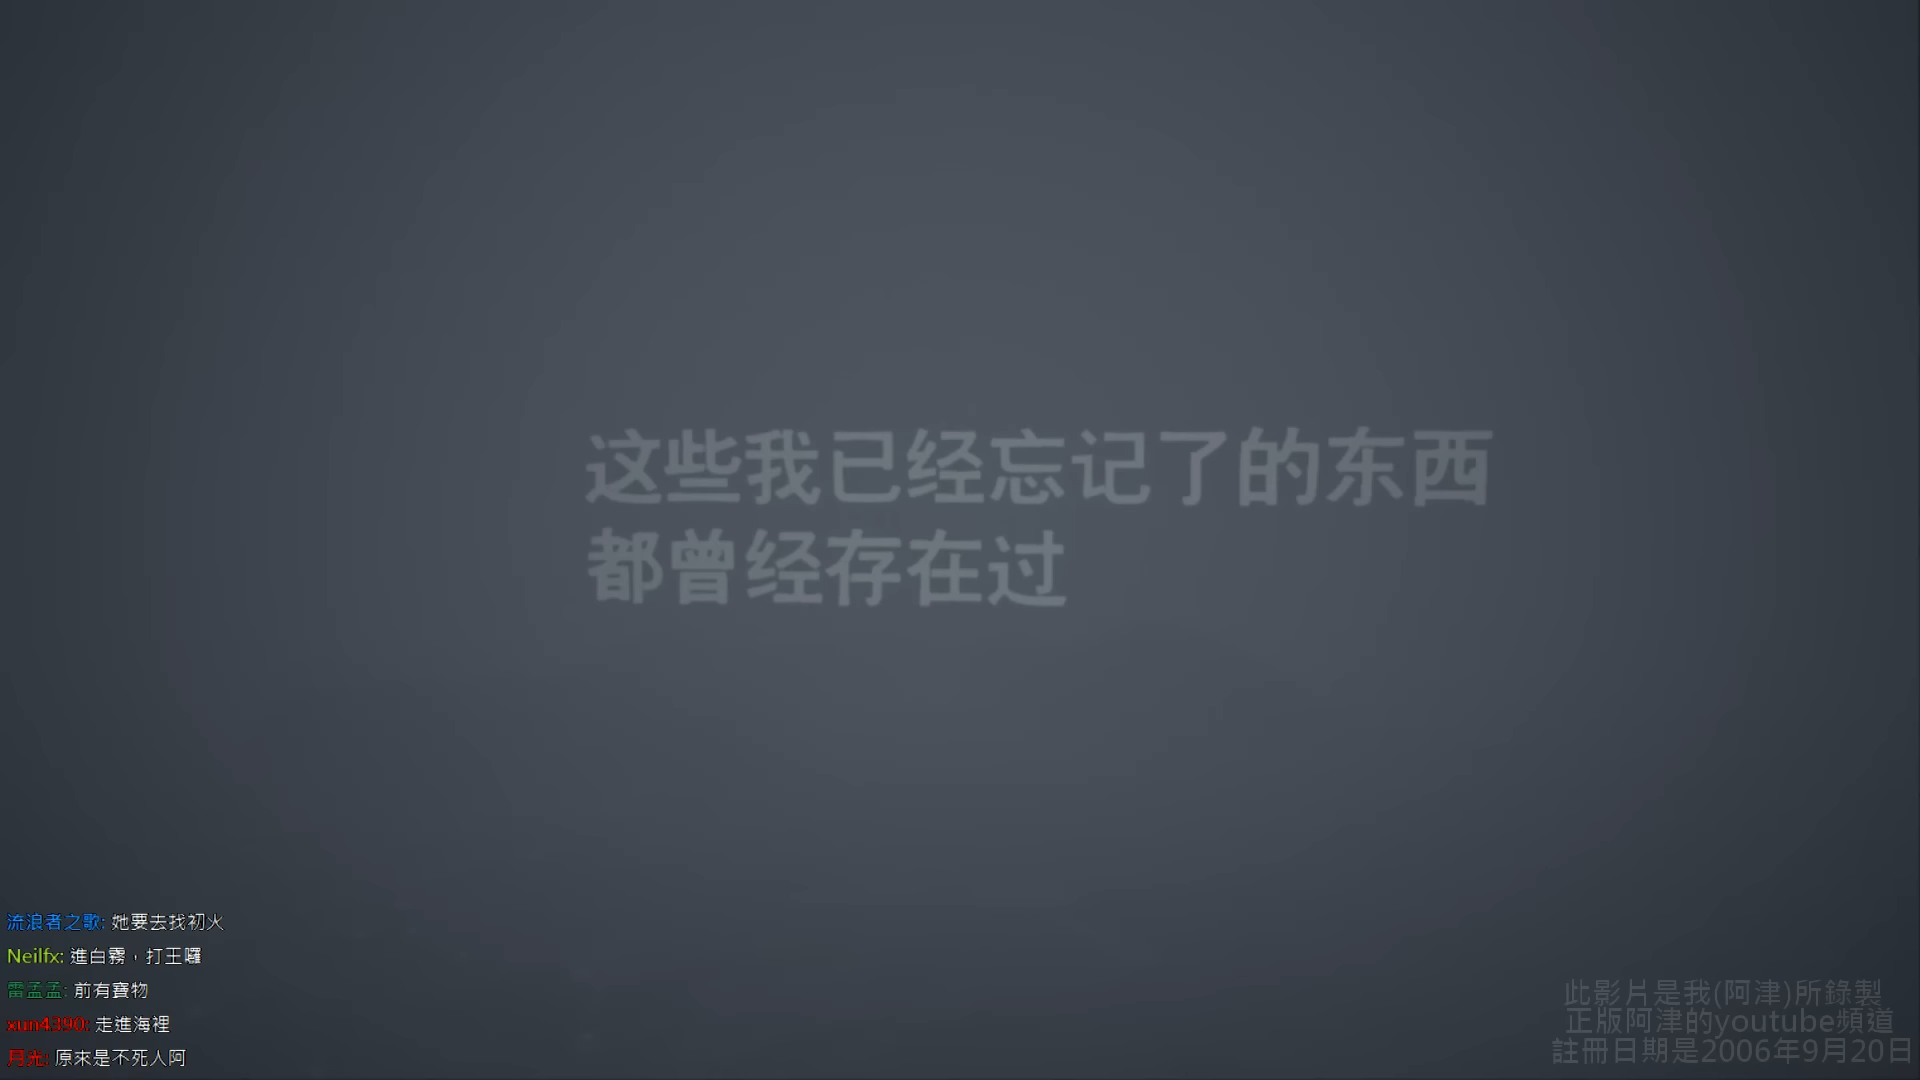 这些我已经忘记了的东西
都曾经存在过
流浪者之歌: 她要去找初火
Neilfx: 進白霧，打王囉
雷孟孟: 前有寶物
xun4390: 走進海裡
月光: 原來是不死人阿
此影片是我(阿津)所錄製
正版阿津的youtube頻道
註冊日期是2006年9月20日